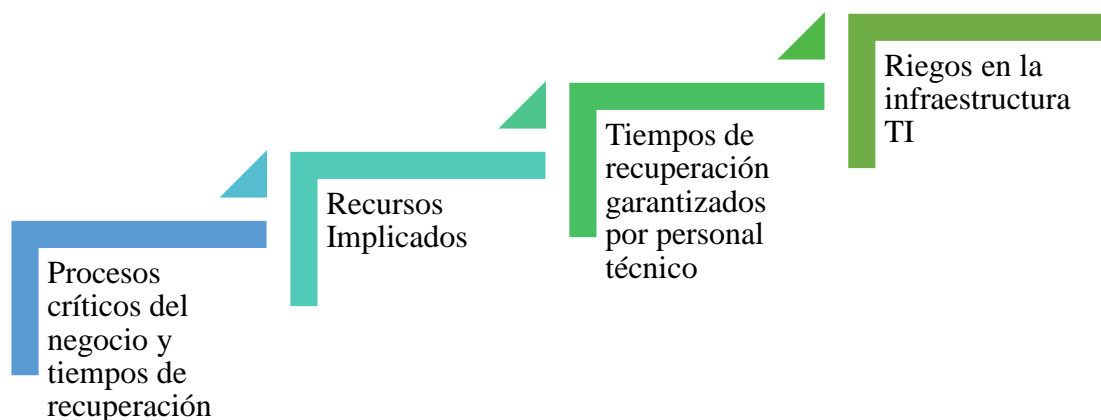 Procesos
críticos del
negocio y
tiempos de
recuperación
Recursos
Implicados
Tiempos de
recuperación
garantizados
por personal
técnico
Riegos en la
infraestructura
TI